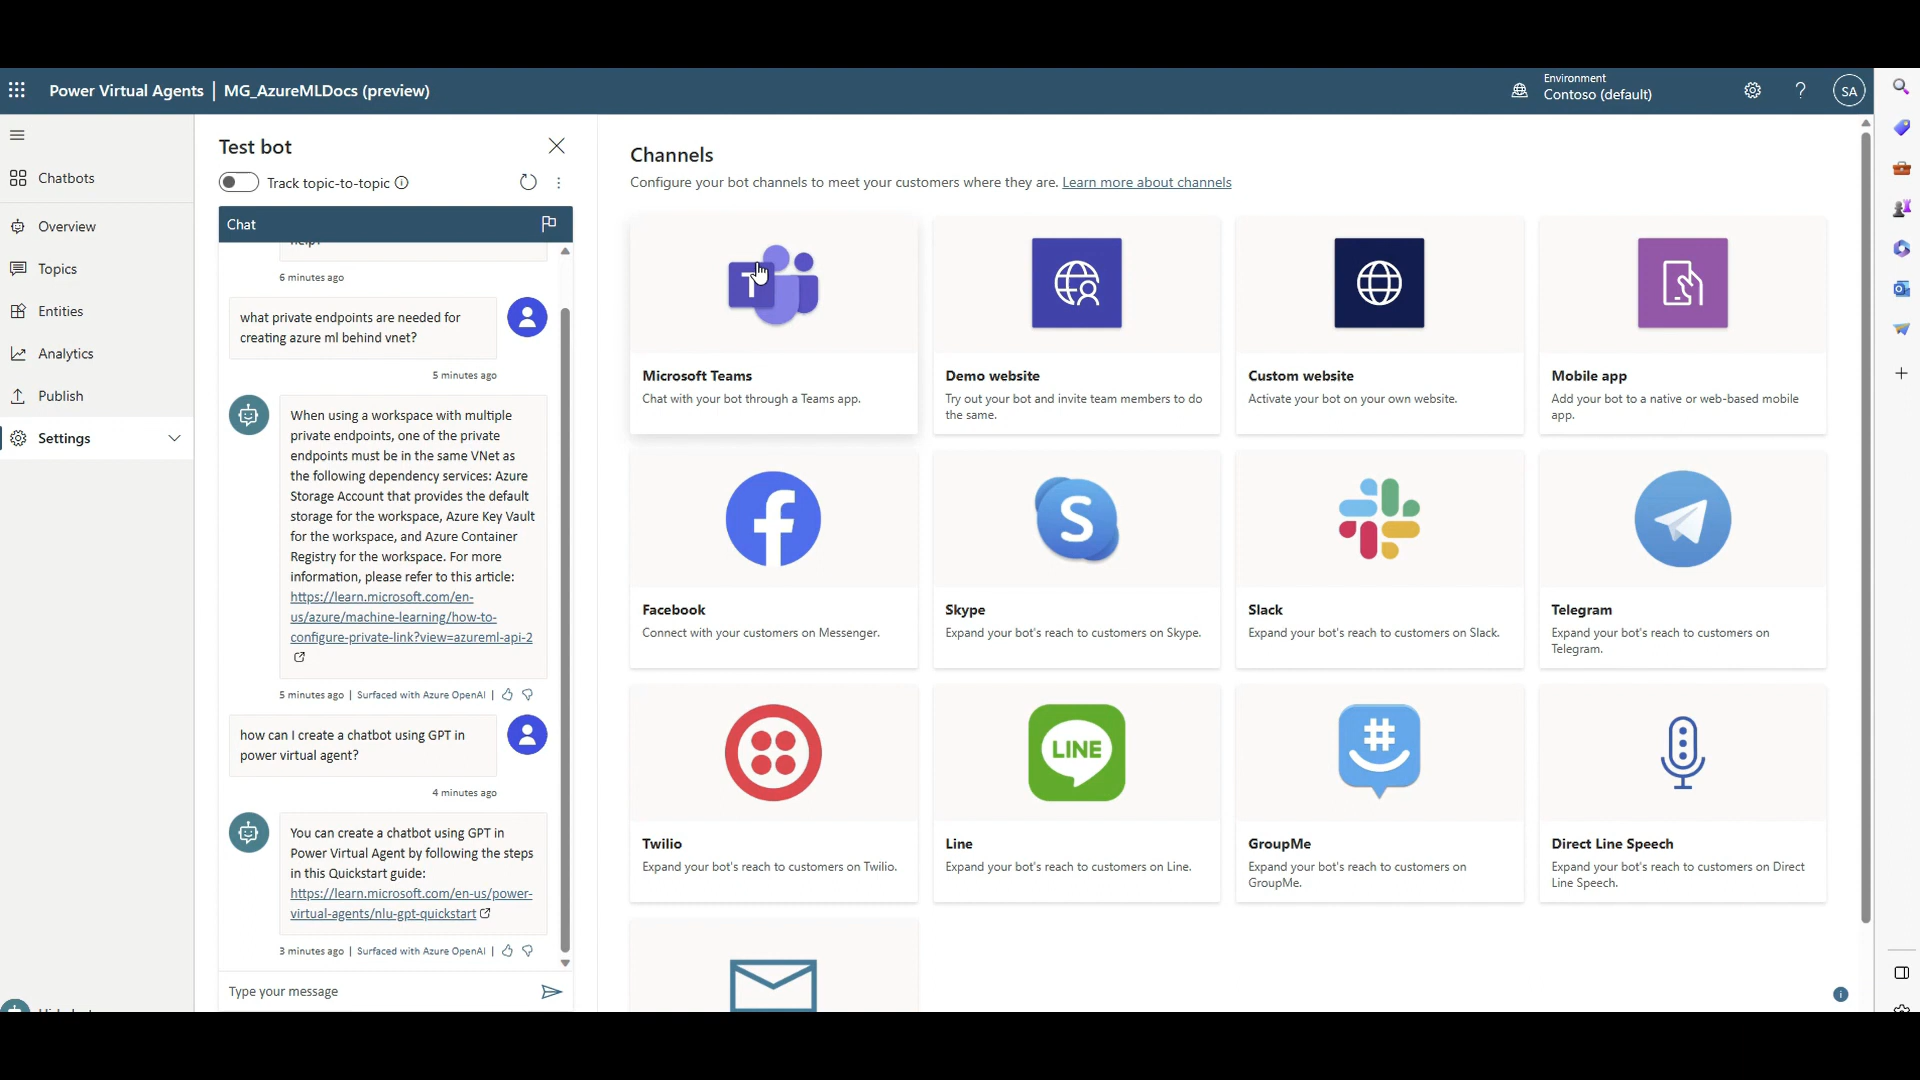 Power Virtual Agents | MG_AzureMLDocs (preview)
Environment
Contoso (default)
?
SA
Chatbots
Overview
Topics
Entities
Analytics
Publish
Settings
Test bot
Track topic-to-topic
Chat
help?
6 minutes ago
what private endpoints are needed for
creating azure ml behind vnet?
5 minutes ago
When using a workspace with multiple
private endpoints, one of the private
endpoints must be in the same VNet as
the following dependency services: Azure
Storage Account that provides the default
storage for the workspace, Azure Key Vault
for the workspace, and Azure Container
Registry for the workspace. For more
information, please refer to this article:
https://learn.microsoft.com/en-
us/azure/machine-learning/how-to-
configure-private-link?view=azureml-api-2
5 minutes ago | Surfaced with Azure OpenAI |
how can I create a chatbot using GPT in
power virtual agent?
4 minutes ago
You can create a chatbot using GPT in
Power Virtual Agent by following the steps
in this Quickstart guide:
https://learn.microsoft.com/en-us/power-
virtual-agents/nlu-gpt-quickstart
3 minutes ago | Surfaced with Azure OpenAI |
Type your message
Channels
Configure your bot channels to meet your customers where they are. Learn more about channels
T
Microsoft Teams
Chat with your bot through a Teams app.
Demo website
Try out your bot and invite team members to do
the same.
Custom website
Activate your bot on your own website.
Mobile app
Add your bot to a native or web-based mobile
app.
Facebook
Connect with your customers on Messenger.
S
Skype
Expand your bot's reach to customers on Skype.
Slack
Expand your bot's reach to customers on Slack.
Telegram
Expand your bot's reach to customers on
Telegram.
Twilio
Expand your bot's reach to customers on Twilio.
LINE
Line
Expand your bot's reach to customers on Line.
#
GroupMe
Expand your bot's reach to customers on
GroupMe.
Direct Line Speech
Expand your bot's reach to customers on Direct
Line Speech.